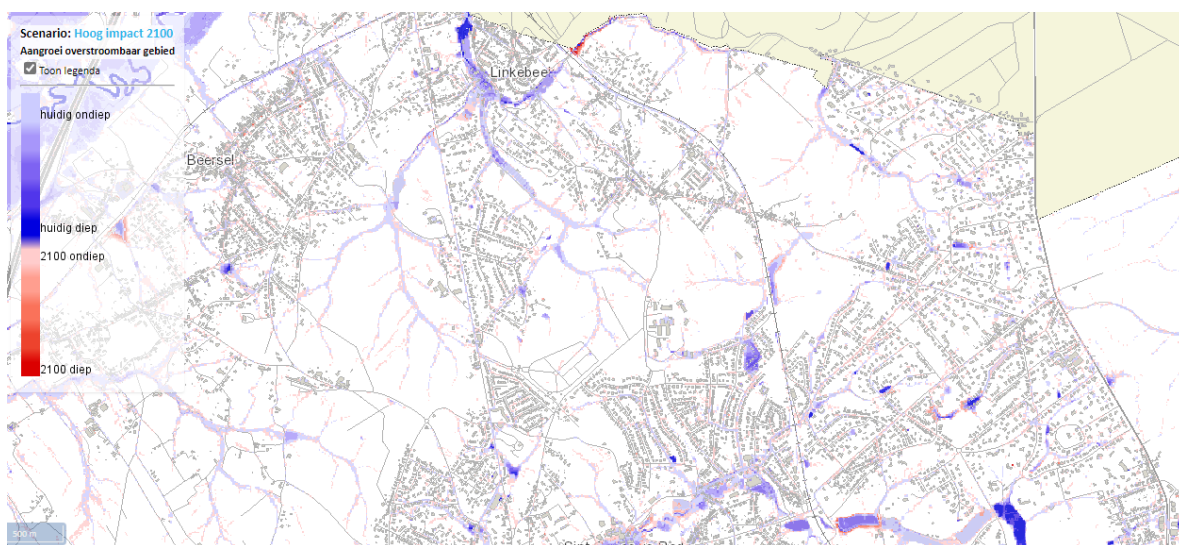 Scenario: Hoog impact 2100
Aangroei overstroombaar gebied
Toon legenda
huidig ondiep
huidig diep
2100 ondiep
2100 diep
Linkebeek
Beersel
500 m